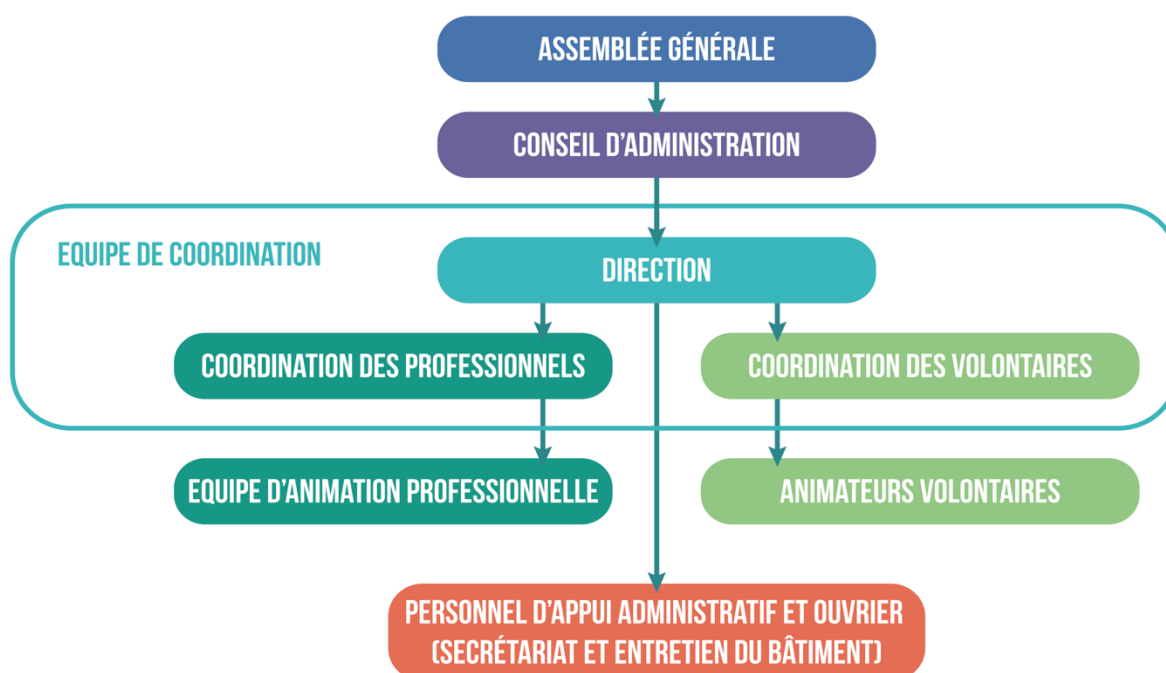 ASSEMBLÉE GÉNÉRALE
CONSEIL D'ADMINISTRATION
EQUIPE DE COORDINATION
DIRECTION
COORDINATION DES PROFESSIONNELS
COORDINATION DES VOLONTAIRES
EQUIPE D'ANIMATION PROFESSIONNELLE
ANIMATEURS VOLONTAIRES
PERSONNEL D'APPUI ADMINISTRATIF ET OUVRIER
(SECRÉTARIAT ET ENTRETIEN DU BÂTIMENT)